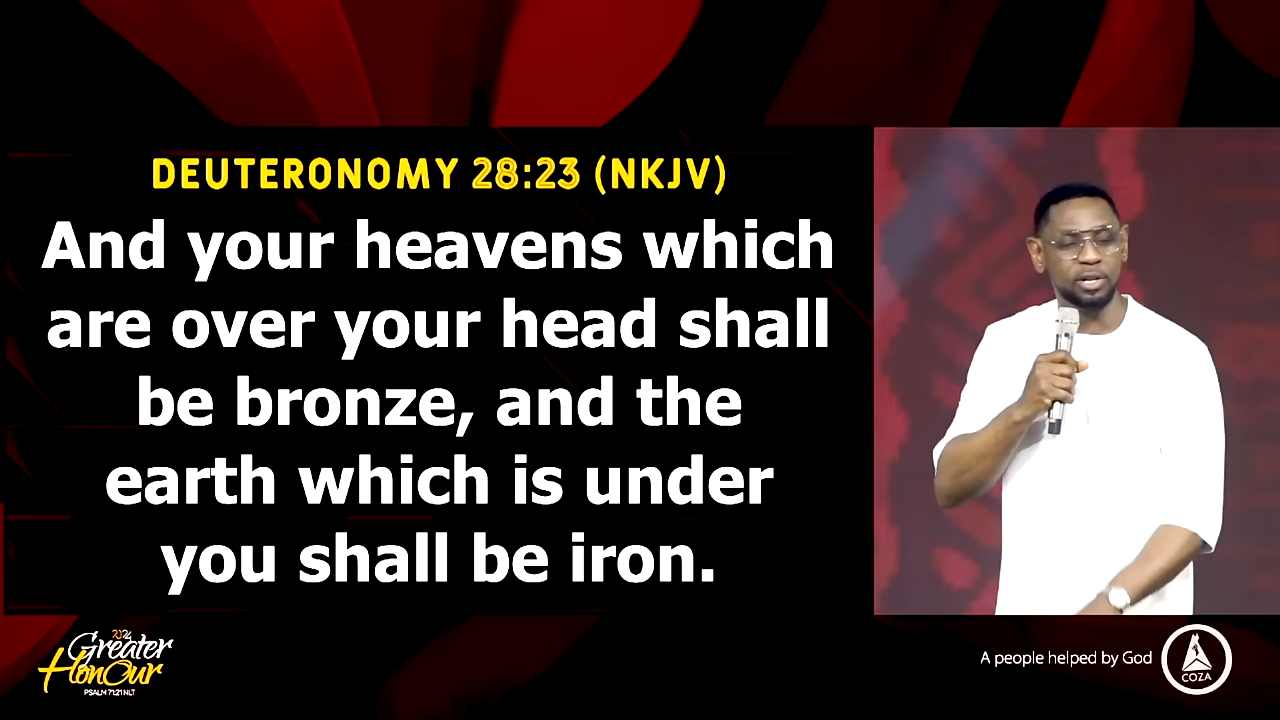 DEUTERONOMY 28:23 (NKJV)
And your heavens which
are over your head shall
be bronze, and the
earth which is under
you shall be iron.
2024
Greater
HonOur
PSALM 71:21 NLT
A people helped by God
COZA